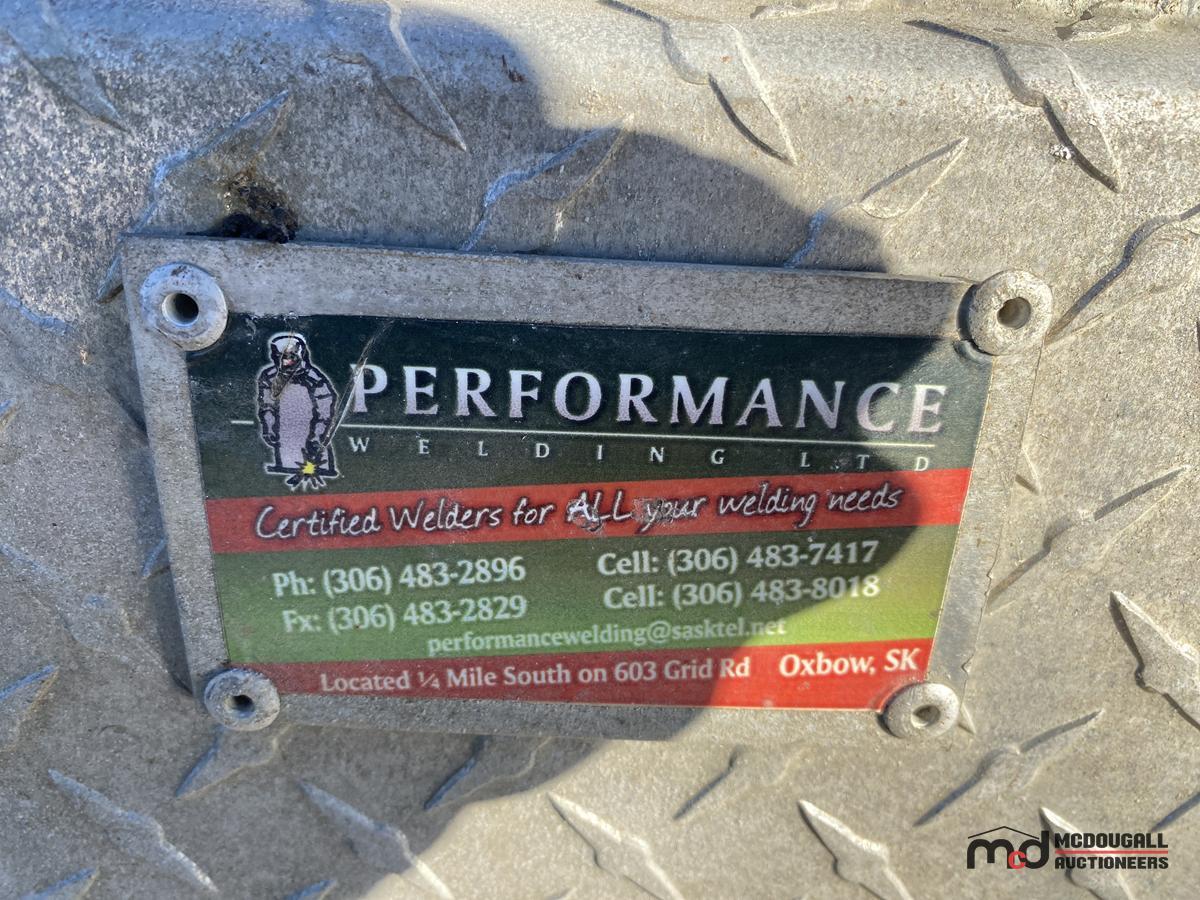 PERFORMANCE
WELDING LTD
Certified Welders for ALL your welding needs
Ph: (306) 483-2896 Cell: (306) 483-7417
Fx: (306) 483-2829 Cell: (306) 483-8018
performancewelding@sasktel.net
Located ¼ Mile South on 603 Grid Rd Oxbow, SK
mcd MCDOUGALL
AUCTIONEERS